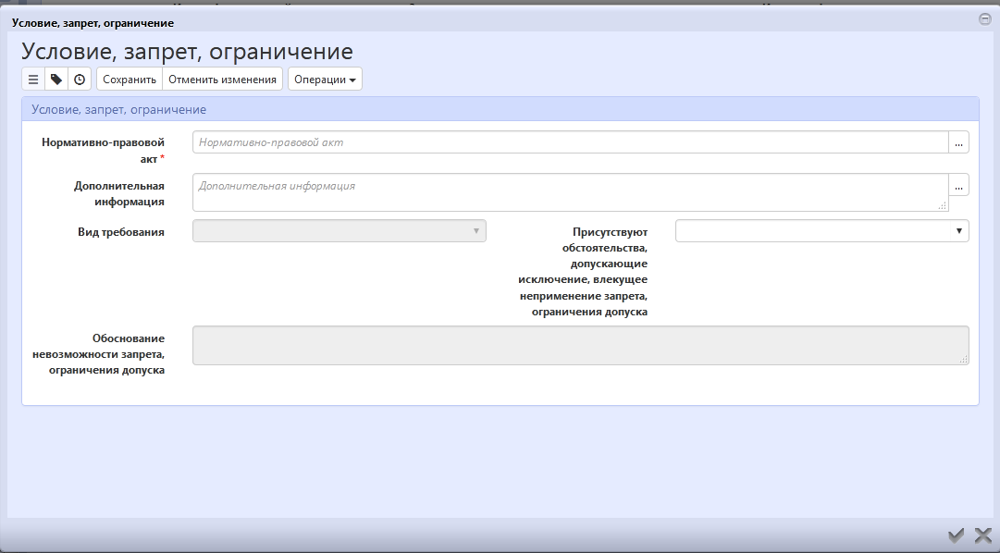 Условие, запрет, ограничение
Условие, запрет, ограничение
Сохранить Отменить изменения Операции
Условие, запрет, ограничение
Нормативно-правовой
акт *
Нормативно-правовой акт
...
Дополнительная
информация
Дополнительная информация
...
Вид требования
Присутствуют
обстоятельства,
допускающие
исключение, влекущее
неприменение запрета,
ограничения допуска
Обоснование
невозможности запрета,
ограничения допуска